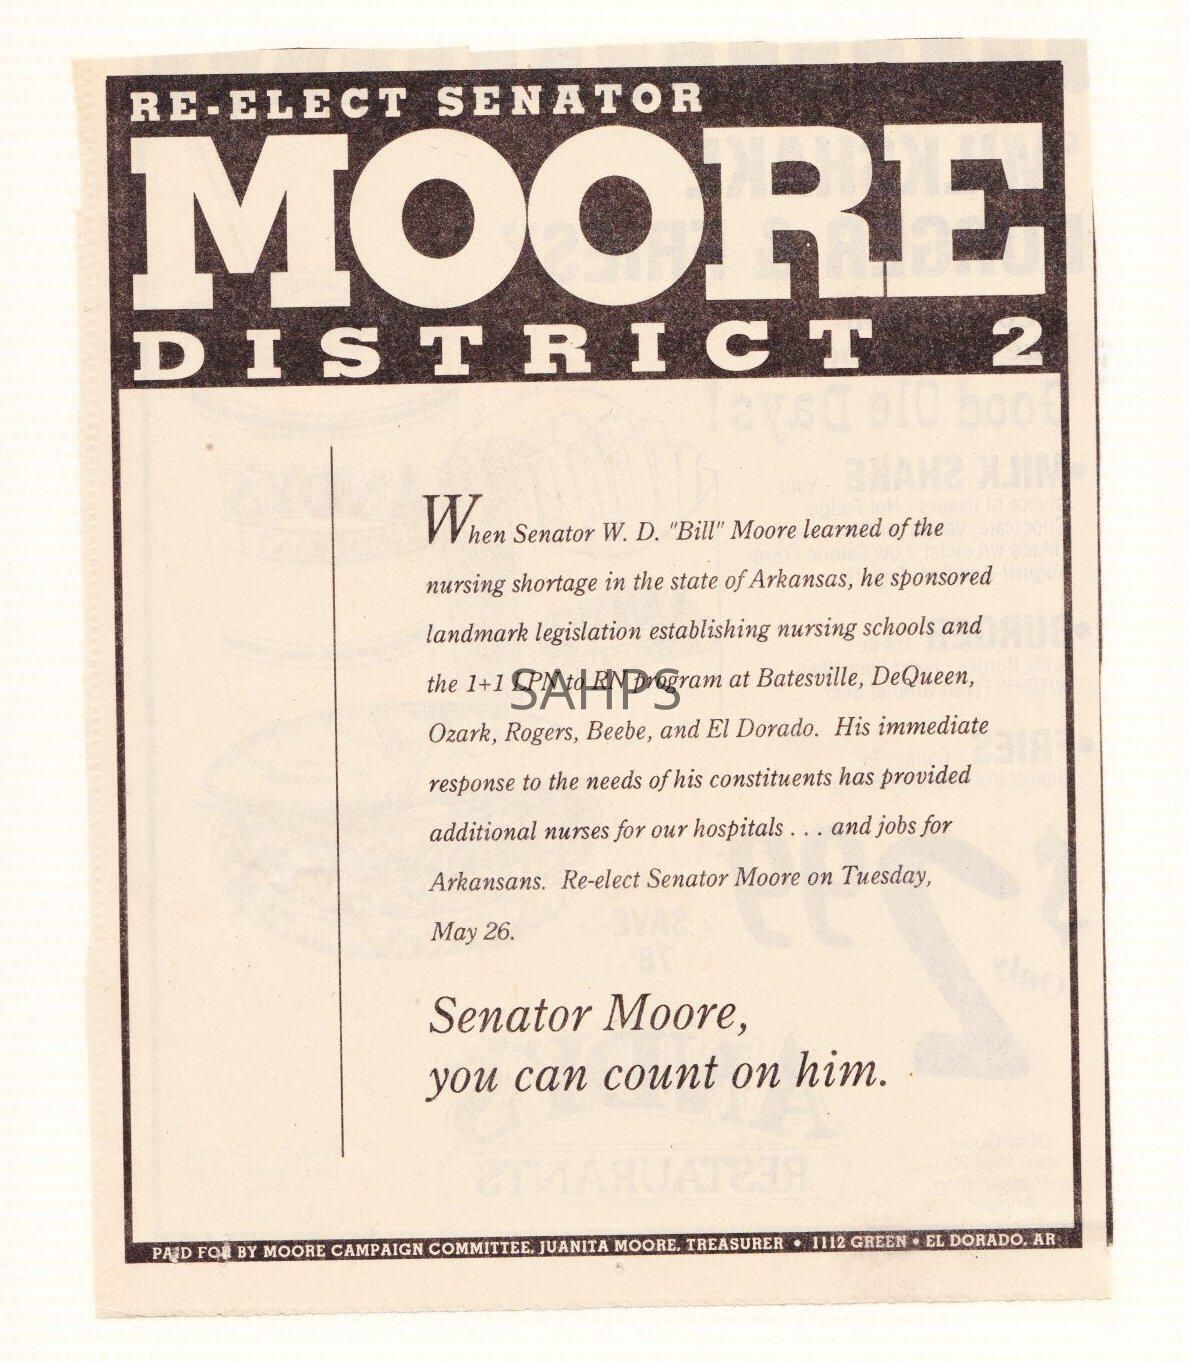 RE-ELECT SENATOR
MOORE
DISTRICT 2
When Senator W. D. "Bill" Moore learned of the
nursing shortage in the state of Arkansas, he sponsored
landmark legislation establishing nursing schools and
the 1+1 LPN to RN program at Batesville, DeQueen,
SAHPS
Ozark, Rogers, Beebe, and El Dorado. His immediate
response to the needs of his constituents has provided
additional nurses for our hospitals . . . and jobs for
Arkansans. Re-elect Senator Moore on Tuesday,
May 26.
Senator Moore,
you can count on him.
PAID FOR BY MOORE CAMPAIGN COMMITTEE, JUANITA MOORE, TREASURER • 1112 GREEN • EL DORADO, AR